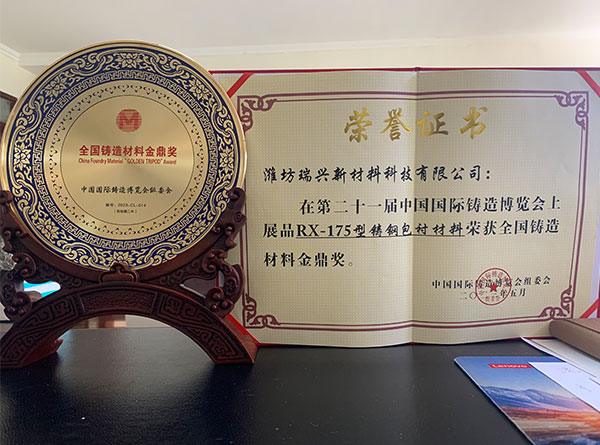 全国铸造材料金鼎奖
China Foundry Material "GOLDEN TRIPOD" Award
中国国际铸造博览会组委会
荣誉证书
潍坊瑞兴新材料科技有限公司：
在第二十一届中国国际铸造博览会上
展品RX-175型铸钢包衬材料荣获全国铸造
材料金鼎奖。
中国国际铸造博览会组委会
Lenovo